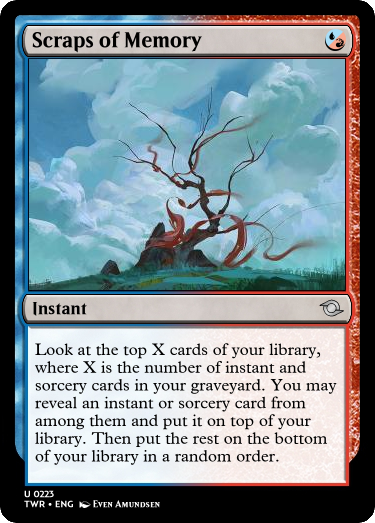 Scraps of Memory
Instant
Look at the top X cards of your library,
where X is the number of instant and
sorcery cards in your graveyard. You may
reveal an instant or sorcery card from
among them and put it on top of your
library. Then put the rest on the bottom
of your library in a random order.
U 0223
TWR • ENG Even Amundsen